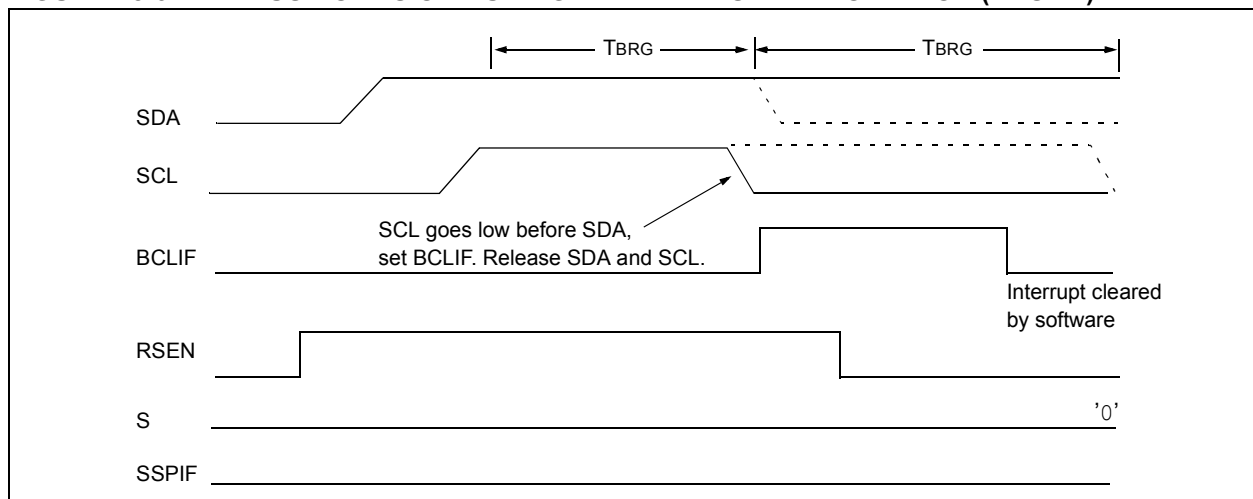 TBRG
TBRG
SDA
SCL
SCL goes low before SDA,
set BCLIF. Release SDA and SCL.
BCLIF
Interrupt cleared
by software
RSEN
S
'0'
SSPIF